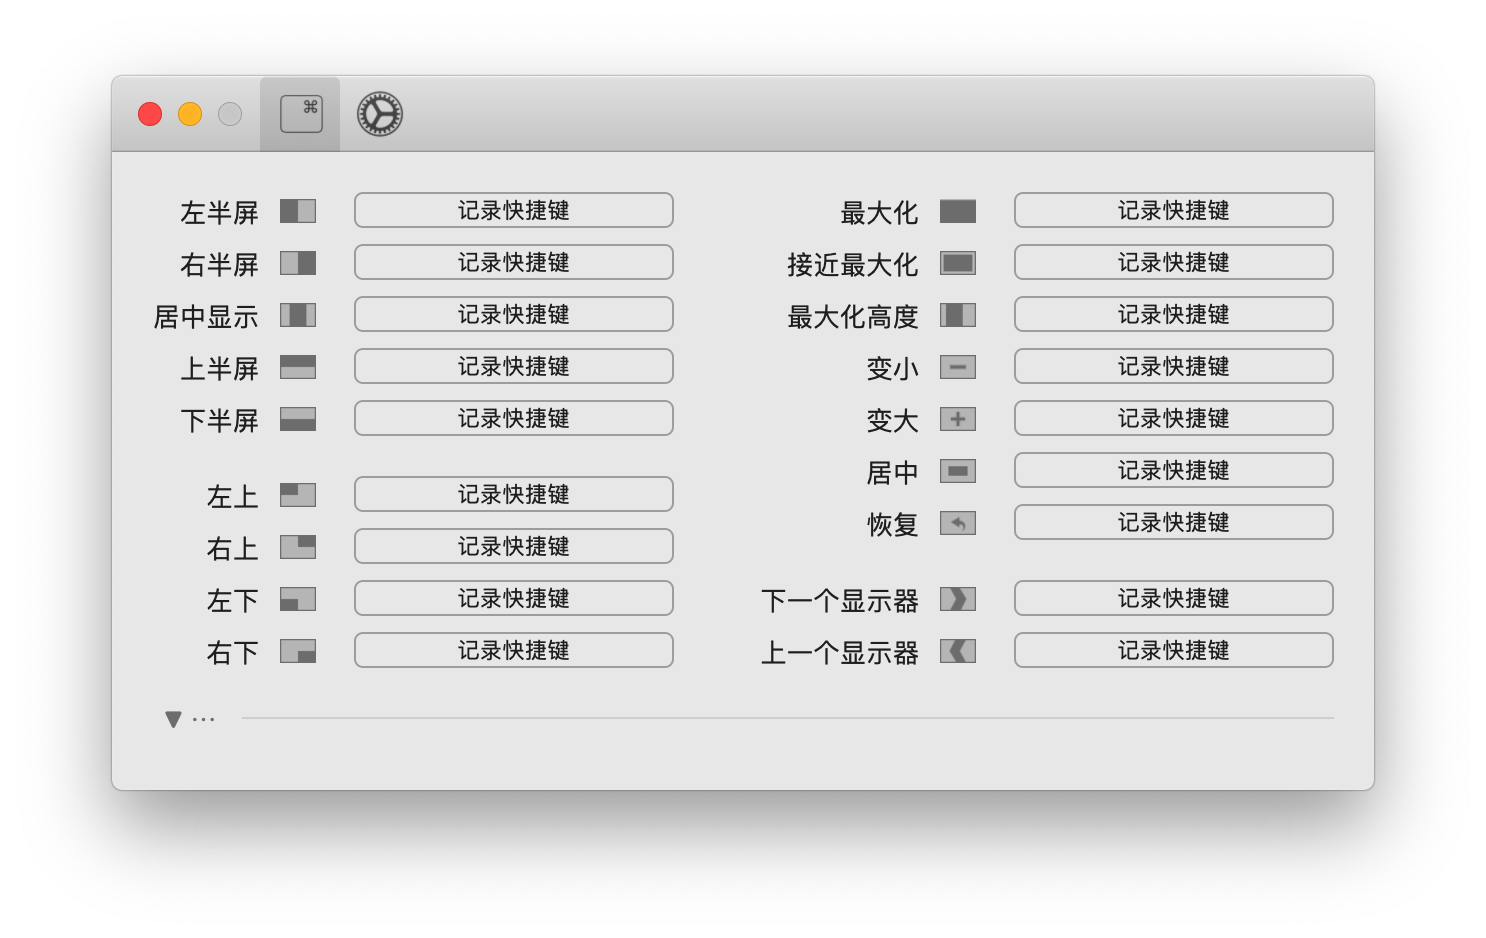 ⌘
左半屏 记录快捷键
右半屏 记录快捷键
居中显示 记录快捷键
上半屏 记录快捷键
下半屏 记录快捷键
左上 记录快捷键
右上 记录快捷键
左下 记录快捷键
右下 记录快捷键
最大化 记录快捷键
接近最大化 记录快捷键
最大化高度 记录快捷键
变小 记录快捷键
变大 记录快捷键
居中 记录快捷键
恢复 记录快捷键
下一个显示器 记录快捷键
上一个显示器 记录快捷键
▼ ···